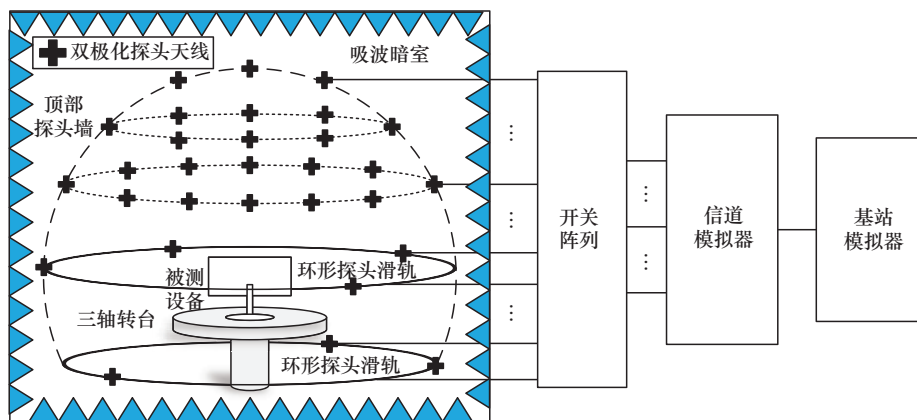 双极化探头天线
吸波暗室
顶部
探头墙
被测
设备
环形探头滑轨
三轴转台
环形探头滑轨
开关
阵列
信道
模拟器
基站
模拟器